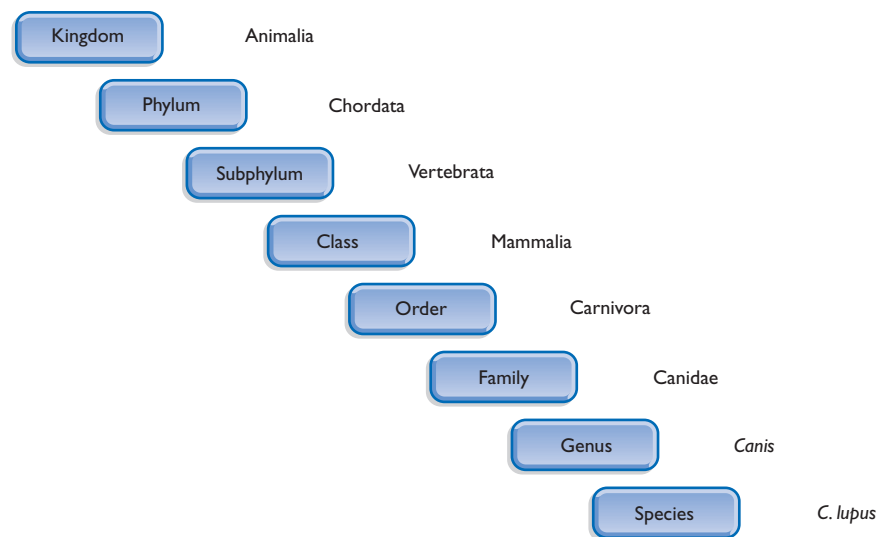 Kingdom Animalia
Phylum Chordata
Subphylum Vertebrata
Class Mammalia
Order Carnivora
Family Canidae
Genus Canis
Species C. lupus